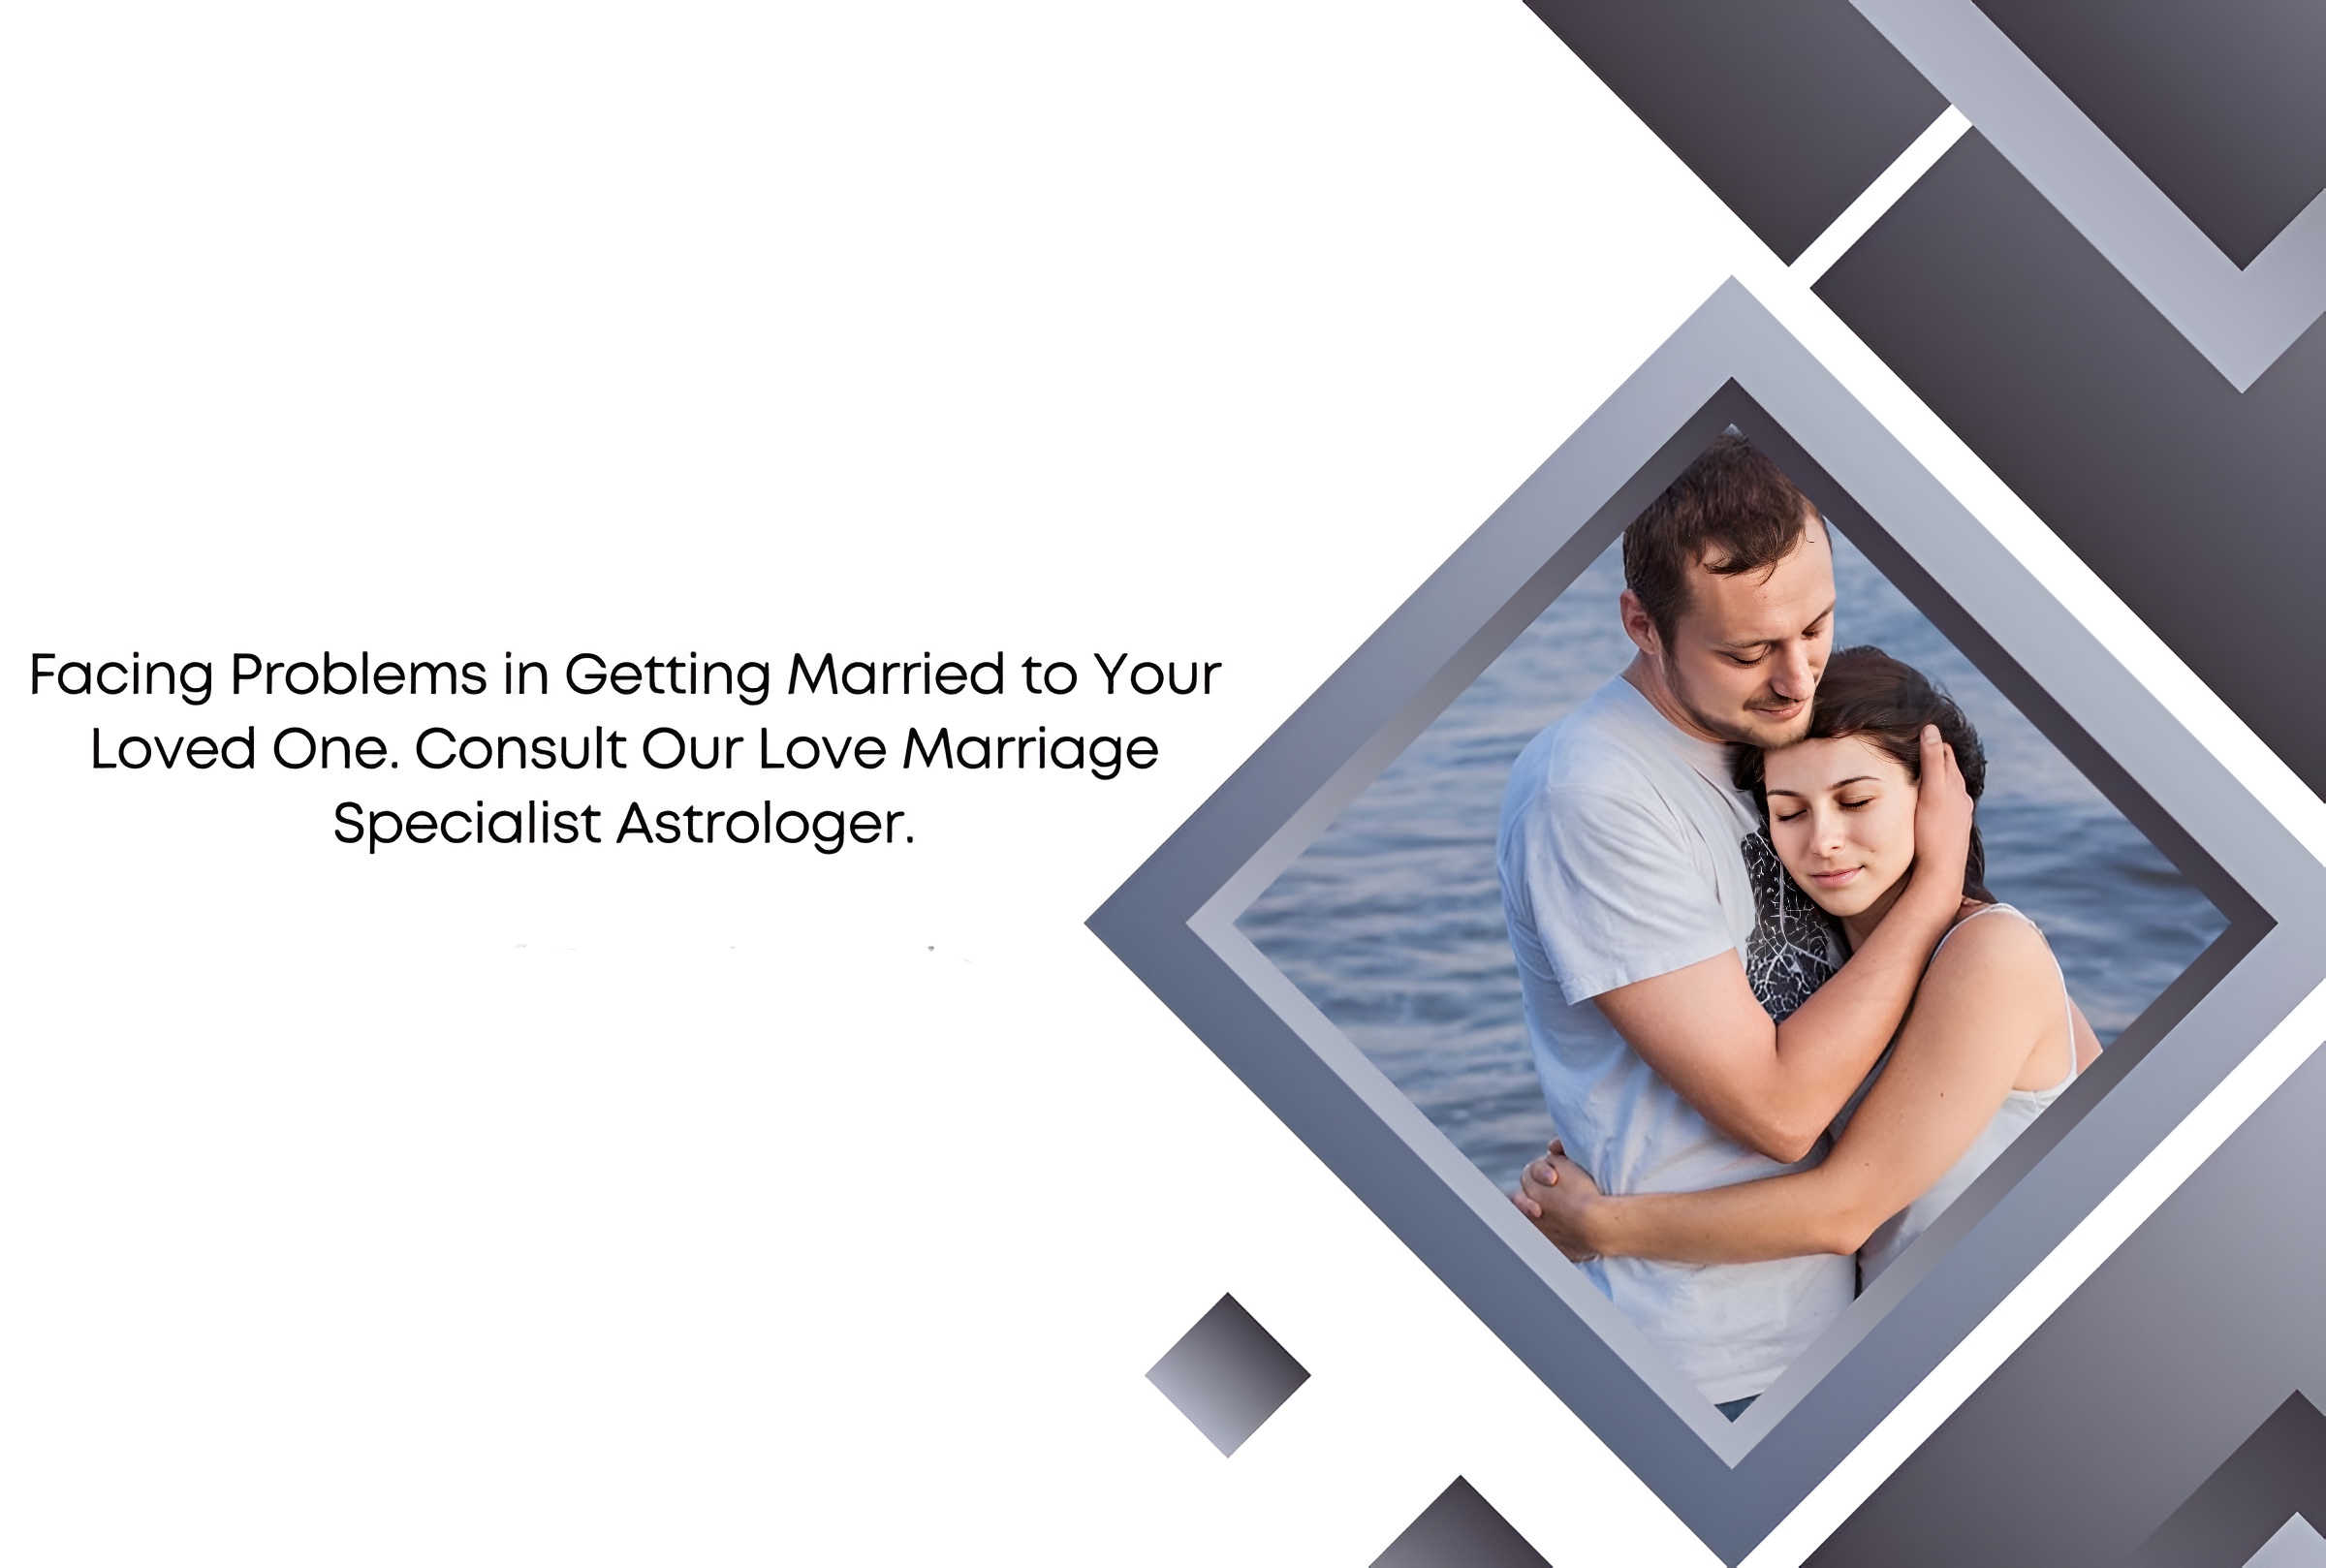 Facing Problems in Getting Married to Your
Loved One. Consult Our Love Marriage
Specialist Astrologer.